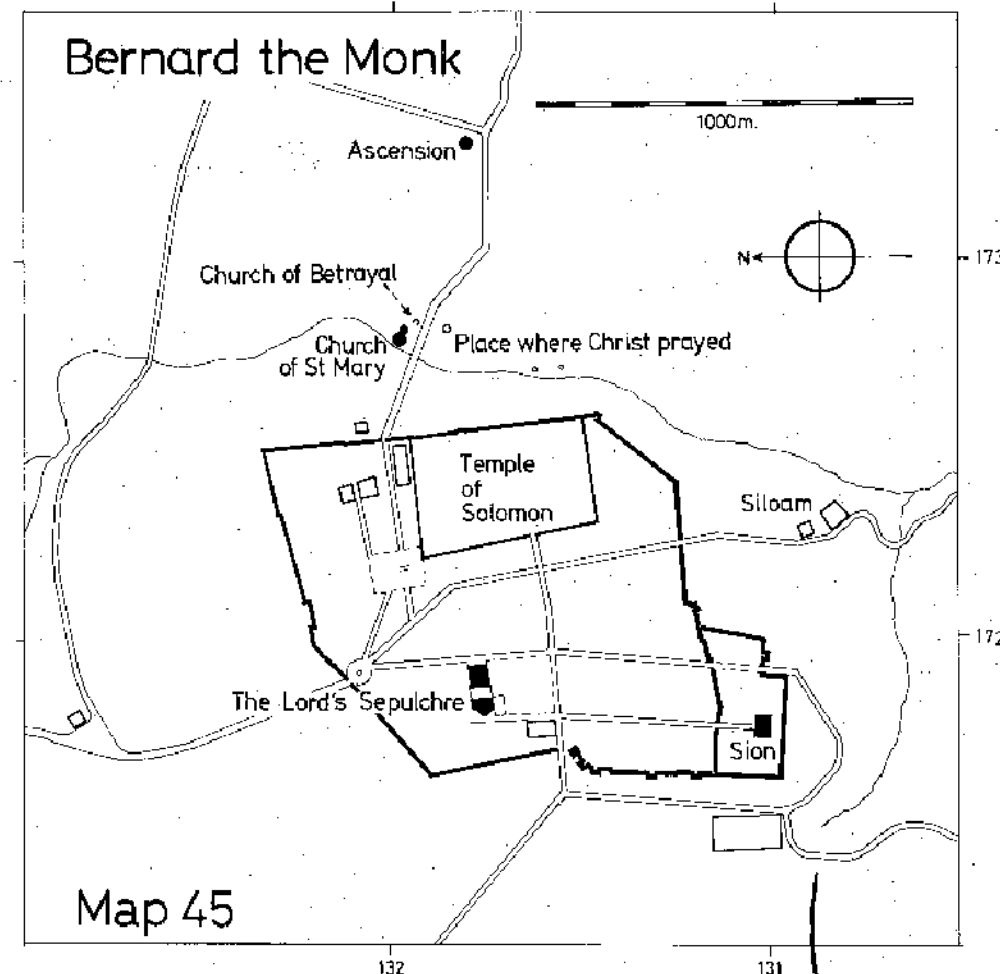 Bernard the Monk
1000m.
Ascension
N
173
Church of Betrayal
Church
of St Mary
Place where Christ prayed
Temple
of
Solomon
Siloam
172
The Lord's Sepulchre
Sion
Map 45
132
131